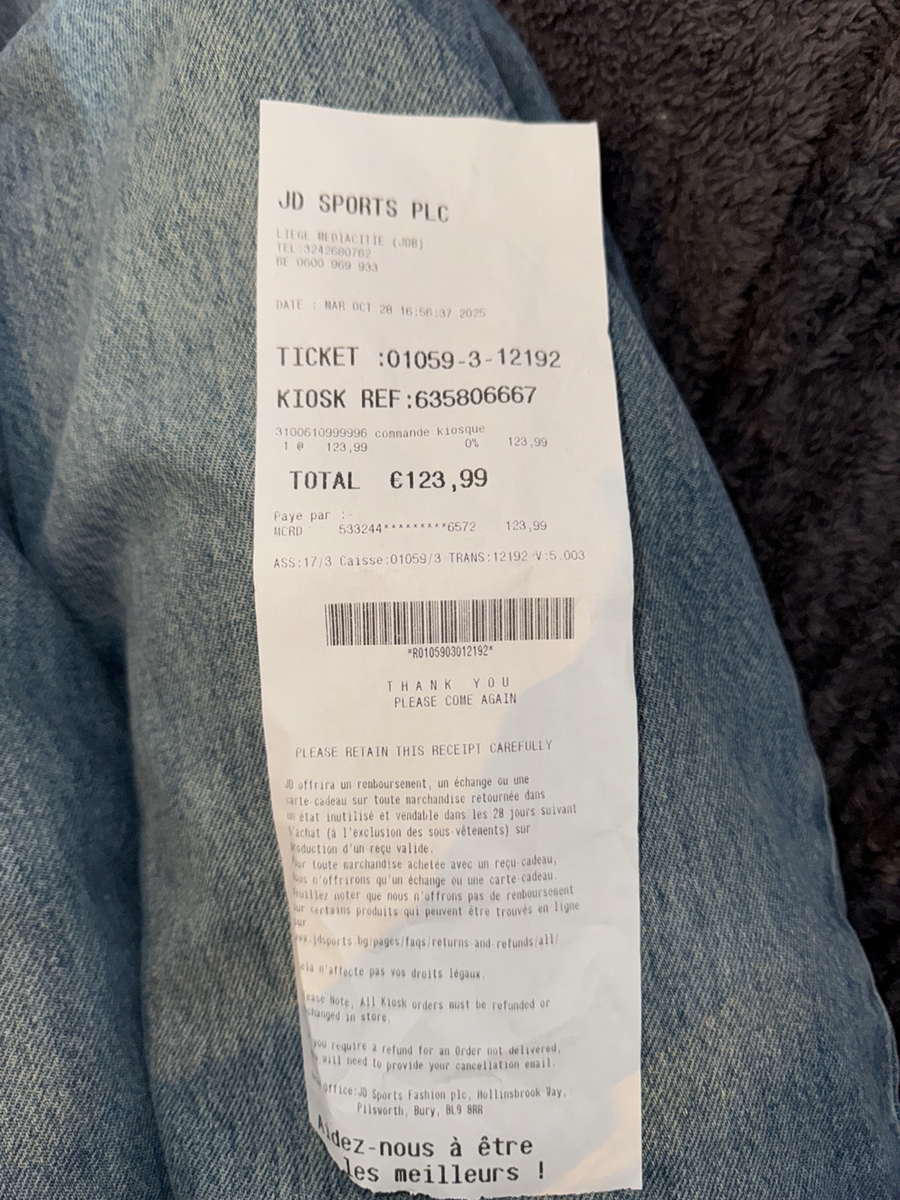 JD SPORTS PLC
LIEGE MEDIACITIE (JDB)
TEL:3242680762
BE 0600 969 933
DATE : MAR OCT 28 16:56:37 2025
TICKET :01059-3-12192
KIOSK REF:635806667
3100610999996 commande kiosque
1 @ 123,99 0% 123,99
TOTAL €123,99
Paye par :-
MCRD 533244*********6572 123,99
ASS:17/3 Caisse:01059/3 TRANS:12192 V:5.003
*R0105903012192*
THANK YOU
PLEASE COME AGAIN
PLEASE RETAIN THIS RECEIPT CAREFULLY
JD offrira un remboursement, un échange ou une
carte-cadeau sur toute marchandise retournée dans
un état inutilisé et vendable dans les 28 jours suivant
l'achat (à l'exclusion des sous-vêtements) sur
production d'un reçu valide.
Pour toute marchandise achetée avec un reçu-cadeau,
nous n'offrirons qu'un échange ou une carte-cadeau.
Veuillez noter que nous n'offrons pas de remboursement
sur certains produits qui peuvent être trouvés en ligne
sur
www.jdsports.bg/pages/faqs/returns-and-refunds/all/
ela n'affecte pas vos droits légaux.
ease Note, All Kiosk orders must be refunded or
changed in store.
you require a refund for an Order not delivered,
will need to provide your cancellation email.
office:JD Sports Fashion plc, Hollinsbrook Way,
Pilsworth, Bury, BL9 8RR
Aidez-nous à être
les meilleurs !